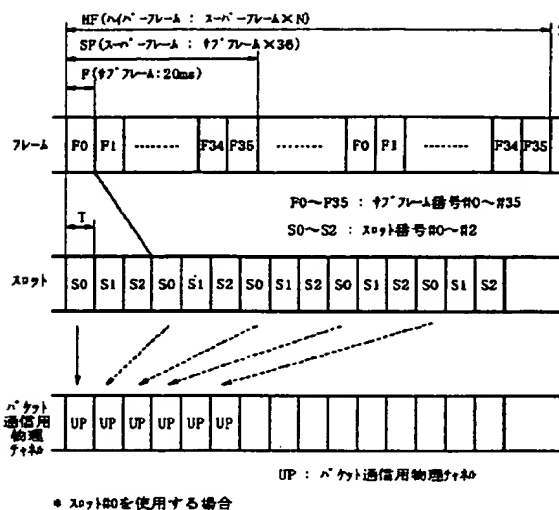 HF(ハイパーフレーム : スーパーフレーム×N)
SF(スーパーフレーム : サブフレーム×36)
F(サブフレーム:20ms)
フレーム F0 F1 -------- F34 F35 -------- F0 F1 -------- F34 F35
F0～F35 : サブフレーム番号#0～#35
S0～S2 : スロット番号#0～#2
T
スロット S0 S1 S2 S0 S1 S2 S0 S1 S2 S0 S1 S2 S0 S1 S2
パケット
通信用
物理
チャネル
UP UP UP UP UP UP
UP : パケット通信用物理チャネル
* スロット#0を使用する場合